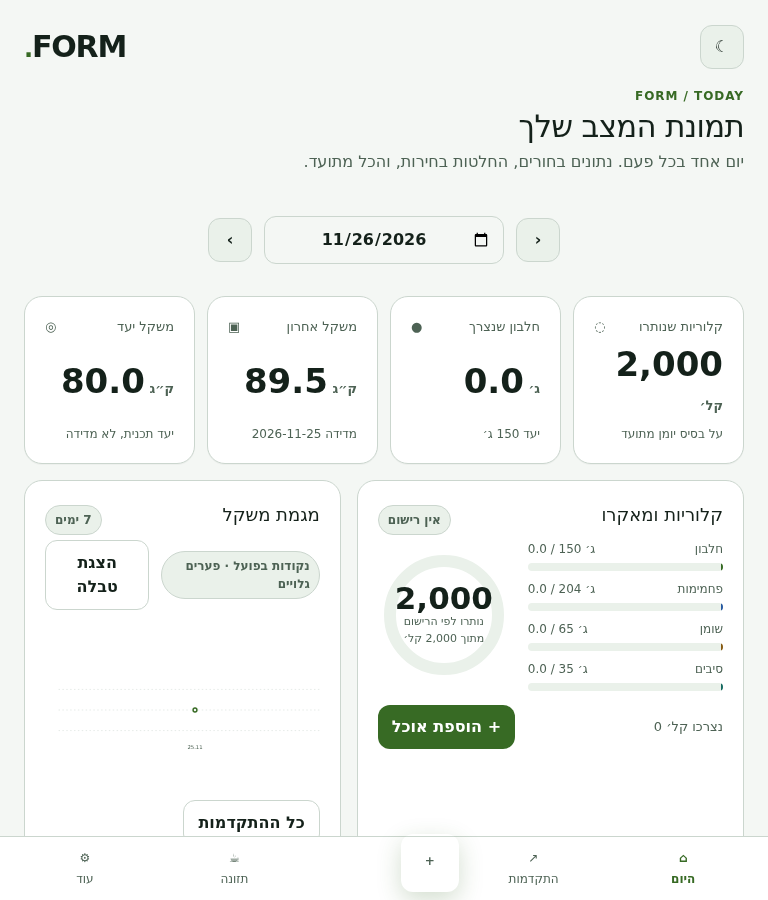 FORM.
FORM / TODAY
תמונת המצב שלך
יום אחד בכל פעם. נתונים בחורים, החלטות בחירות, והכל מתועד.
11/26/2026
קלוריות שנותרו
2,000
קל׳
על בסיס יומן מתועד
חלבון שנצרך
0.0 ג׳
יעד 150 ג׳
משקל אחרון
89.5 ק״ג
מדידה 2026-11-25
משקל יעד
80.0 ק״ג
יעד תכנית, לא מדידה
קלוריות ומאקרו
אין רישום
חלבון 0.0 / 150 ג׳
פחמימות 0.0 / 204 ג׳
שומן 0.0 / 65 ג׳
סיבים 0.0 / 35 ג׳
2,000
נותרו לפי הרישום
מתוך 2,000 קל׳
נצרכו קל׳ 0
+ הוספת אוכל
מגמת משקל
7 ימים
נקודות בפועל · פערים
גלויים
הצגת
טבלה
25.11
כל ההתקדמות
היום
התקדמות
+
תזונה
עוד